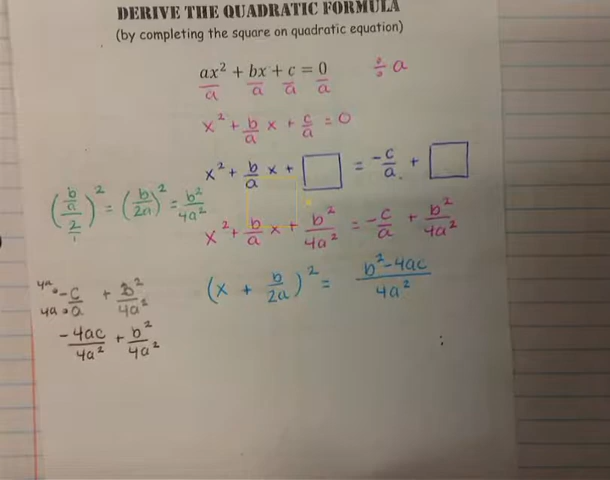 DERIVE THE QUADRATIC FORMULA
(by completing the square on quadratic equation)
ax² + bx + c = 0 ÷ a
a a a a
x² + b/a x + c/a = 0
x² + b/a x + □ = -c/a + □
(b/a / 2/1)² = (b/2a)² = b²/4a²
x² + b/a x + b²/4a² = -c/a + b²/4a²
(x + b/2a)² = b²-4ac/4a²
4a · -c/4a · a + b²/4a²
-4ac/4a² + b²/4a²